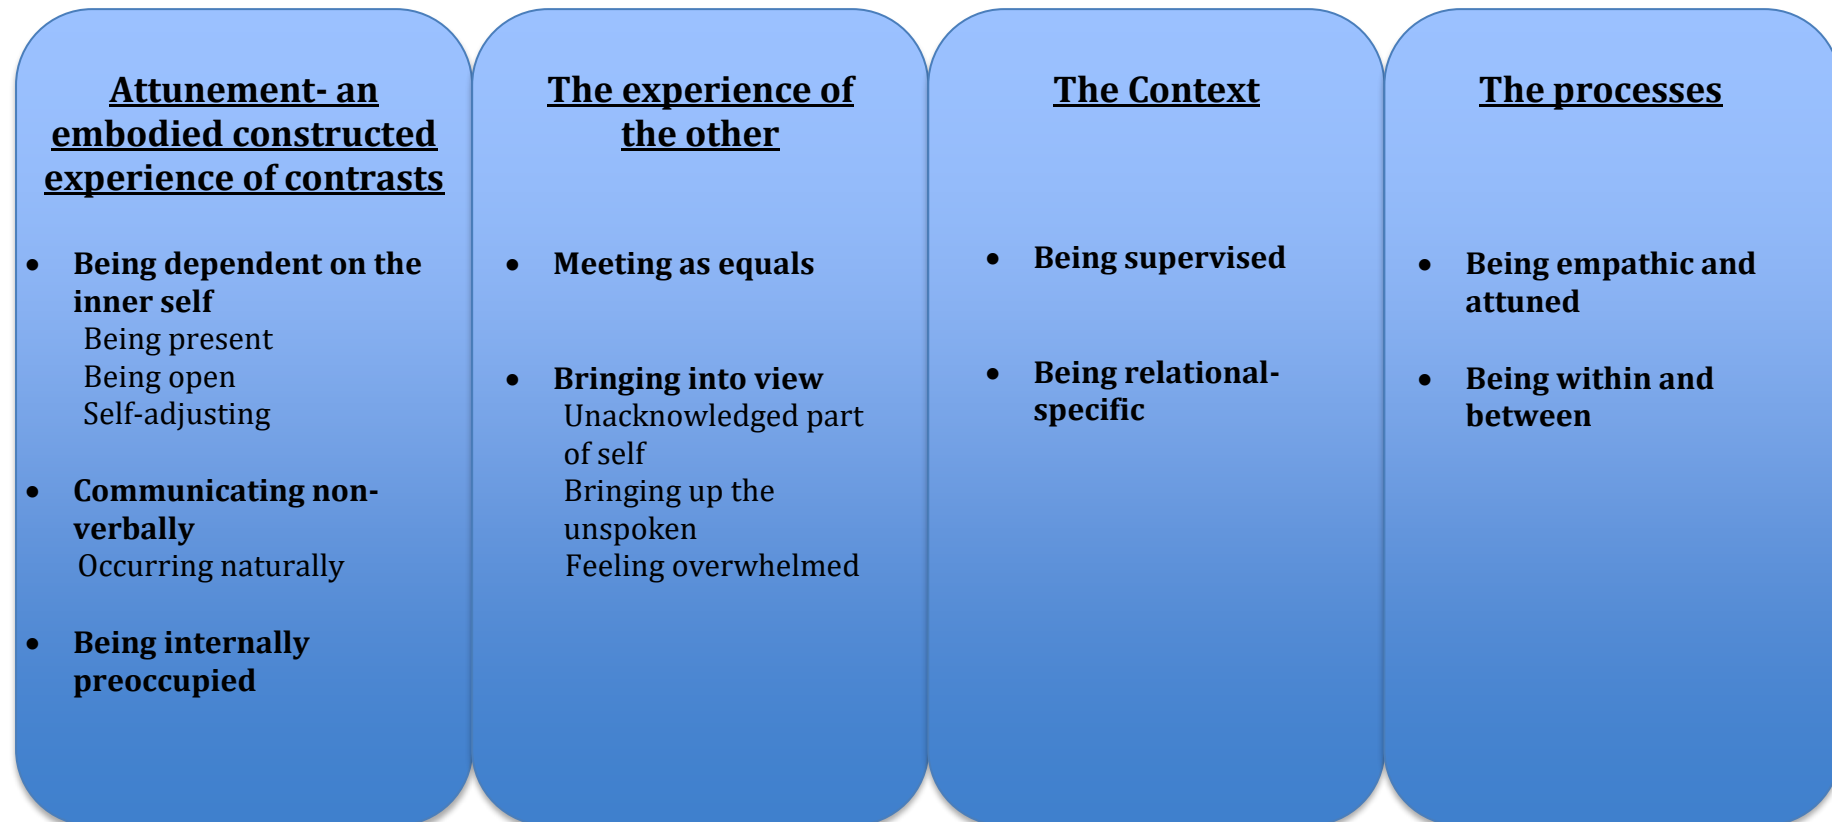 Attunement- an
embodied constructed
experience of contrasts
• Being dependent on the
inner self
Being present
Being open
Self-adjusting
• Communicating non-
verbally
Occurring naturally
• Being internally
preoccupied
The experience of
the other
• Meeting as equals
• Bringing into view
Unacknowledged part
of self
Bringing up the
unspoken
Feeling overwhelmed
The Context
• Being supervised
• Being relational-
specific
The processes
• Being empathic and
attuned
• Being within and
between